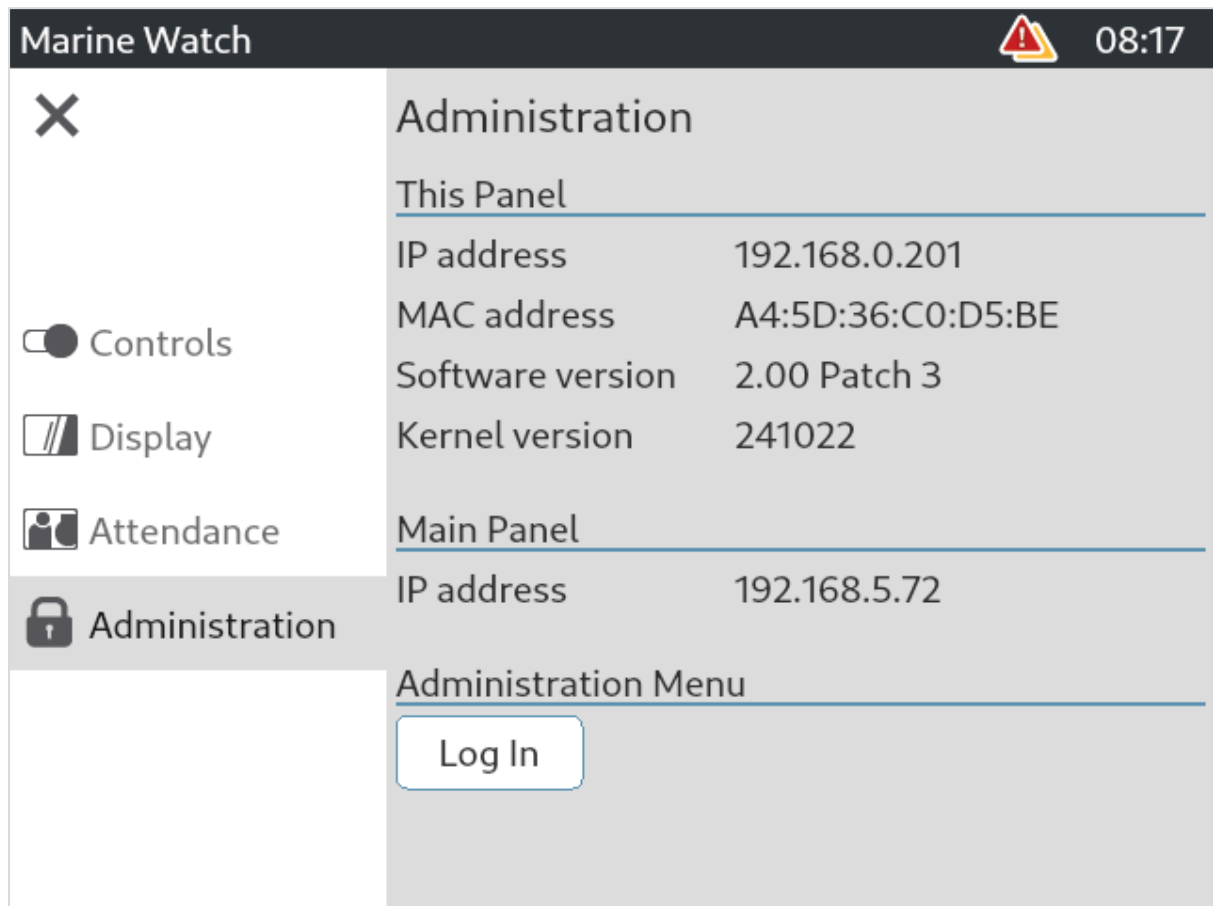 Marine Watch 08:17
Administration
This Panel
IP address 192.168.0.201
MAC address A4:5D:36:C0:D5:BE
Controls
Software version 2.00 Patch 3
Kernel version 241022
Display
Attendance
Main Panel
IP address 192.168.5.72
Administration
Administration Menu
Log In